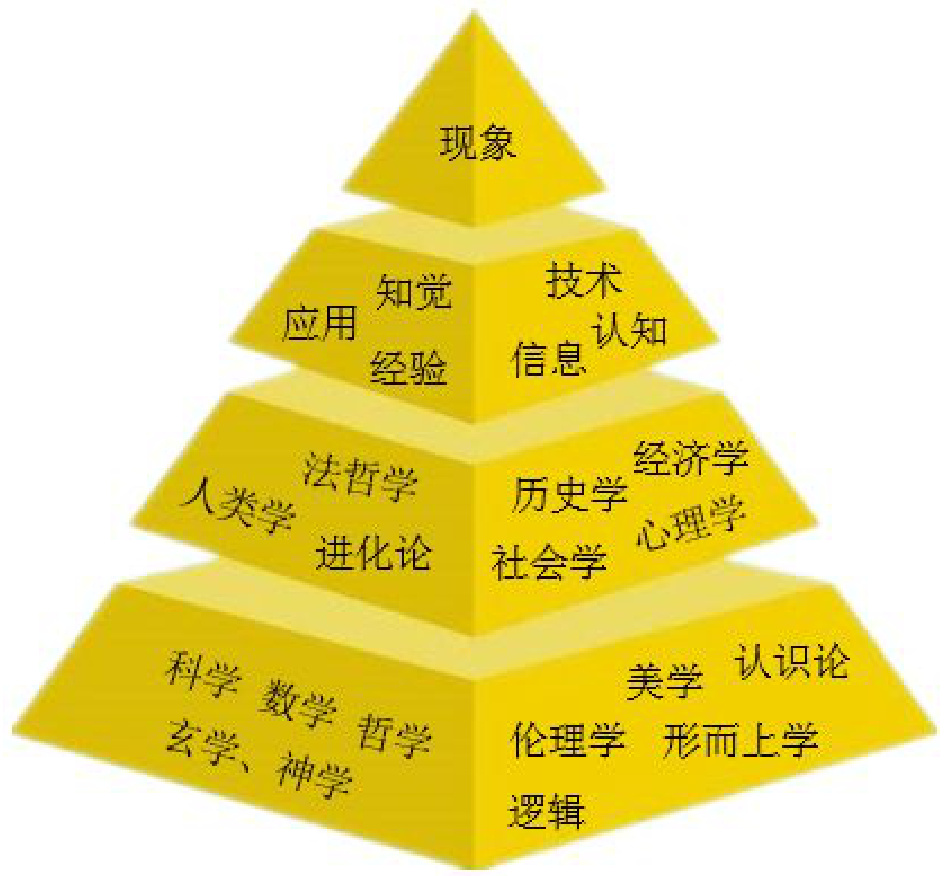 现象
知觉
应用
经验
技术
认知
信息
法哲学
人类学
进化论
经济学
历史学
心理学
社会学
科学 数学 哲学
玄学、神学
美学 认识论
伦理学 形而上学
逻辑